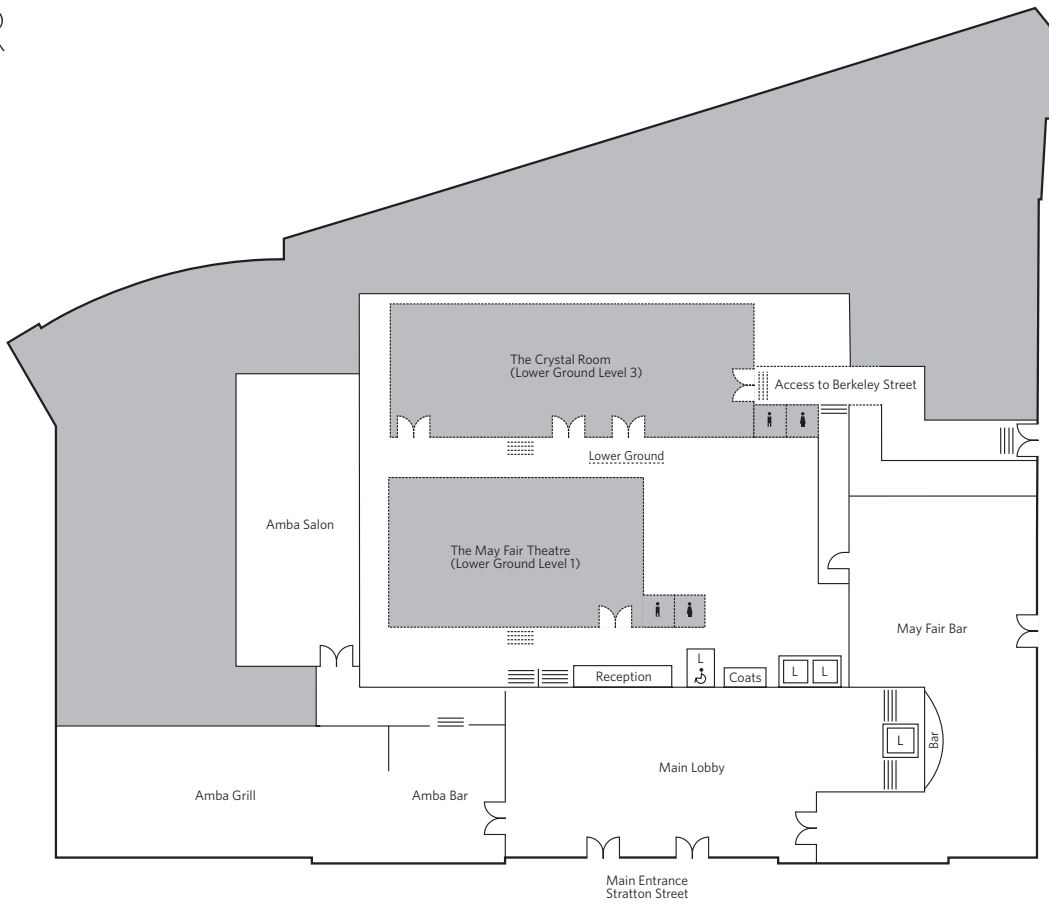 The Crystal Room
(Lower Ground Level 3)
Access to Berkeley Street
Lower Ground
Amba Salon
The May Fair Theatre
(Lower Ground Level 1)
May Fair Bar
L
Reception
Coats
L
L
L
Bar
Main Lobby
Amba Grill
Amba Bar
Main Entrance
Stratton Street